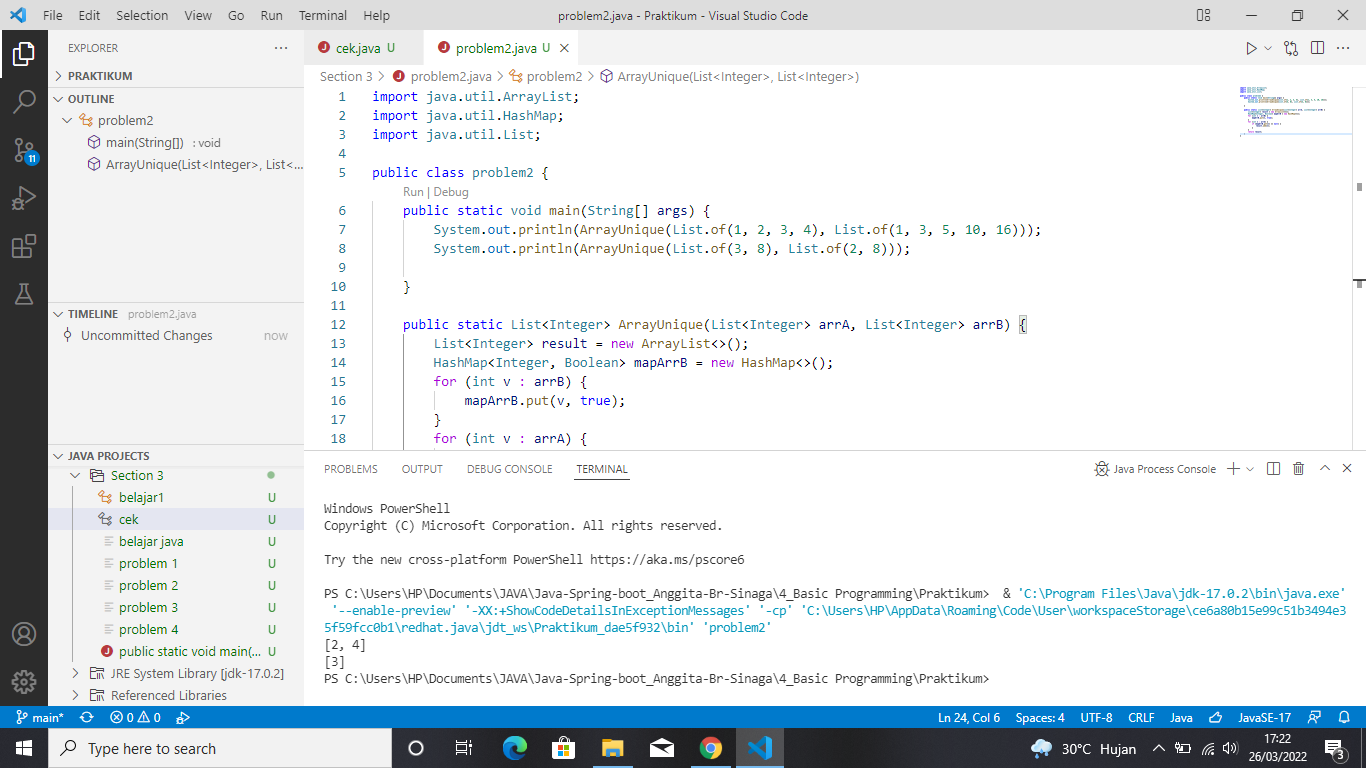 File Edit Selection View Go Run Terminal Help problem2.java - Praktikum - Visual Studio Code
EXPLORER
PRAKTIKUM
OUTLINE
problem2
main(String[]) : void
ArrayUnique(List<Integer>, List<...
TIMELINE problem2.java
Uncommitted Changes now
JAVA PROJECTS
Section 3
belajar1 U
cek U
belajar java U
problem 1 U
problem 2 U
problem 3 U
problem 4 U
public static void main(... U
JRE System Library [jdk-17.0.2]
Referenced Libraries
11
cek.java U problem2.java U
Section 3 > problem2.java > problem2 > ArrayUnique(List<Integer>, List<Integer>)
1 import java.util.ArrayList;
2 import java.util.HashMap;
3 import java.util.List;
4
5 public class problem2 {
Run | Debug
6 public static void main(String[] args) {
7 System.out.println(ArrayUnique(List.of(1, 2, 3, 4), List.of(1, 3, 5, 10, 16)));
8 System.out.println(ArrayUnique(List.of(3, 8), List.of(2, 8)));
9
10 }
11
12 public static List<Integer> ArrayUnique(List<Integer> arrA, List<Integer> arrB) {
13 List<Integer> result = new ArrayList<>();
14 HashMap<Integer, Boolean> mapArrB = new HashMap<>();
15 for (int v : arrB) {
16 mapArrB.put(v, true);
17 }
18 for (int v : arrA) {
PROBLEMS OUTPUT DEBUG CONSOLE TERMINAL Java Process Console
Windows PowerShell
Copyright (C) Microsoft Corporation. All rights reserved.
Try the new cross-platform PowerShell https://aka.ms/pscore6
PS C:\Users\HP\Documents\JAVA\Java-Spring-boot_Anggita-Br-Sinaga\4_Basic Programming\Praktikum> & 'C:\Program Files\Java\jdk-17.0.2\bin\java.exe'
'--enable-preview' '-XX:+ShowCodeDetailsInExceptionMessages' '-cp' 'C:\Users\HP\AppData\Roaming\Code\User\workspaceStorage\ce6a80b15e99c51b3494e3
5f59fcc0b1\redhat.java\jdt_ws\Praktikum_dae5f932\bin' 'problem2'
[2, 4]
[3]
PS C:\Users\HP\Documents\JAVA\Java-Spring-boot_Anggita-Br-Sinaga\4_Basic Programming\Praktikum>
main* 0 0 Ln 24, Col 6 Spaces: 4 UTF-8 CRLF Java JavaSE-17
Type here to search 30°C Hujan 17:22
26/03/2022 3